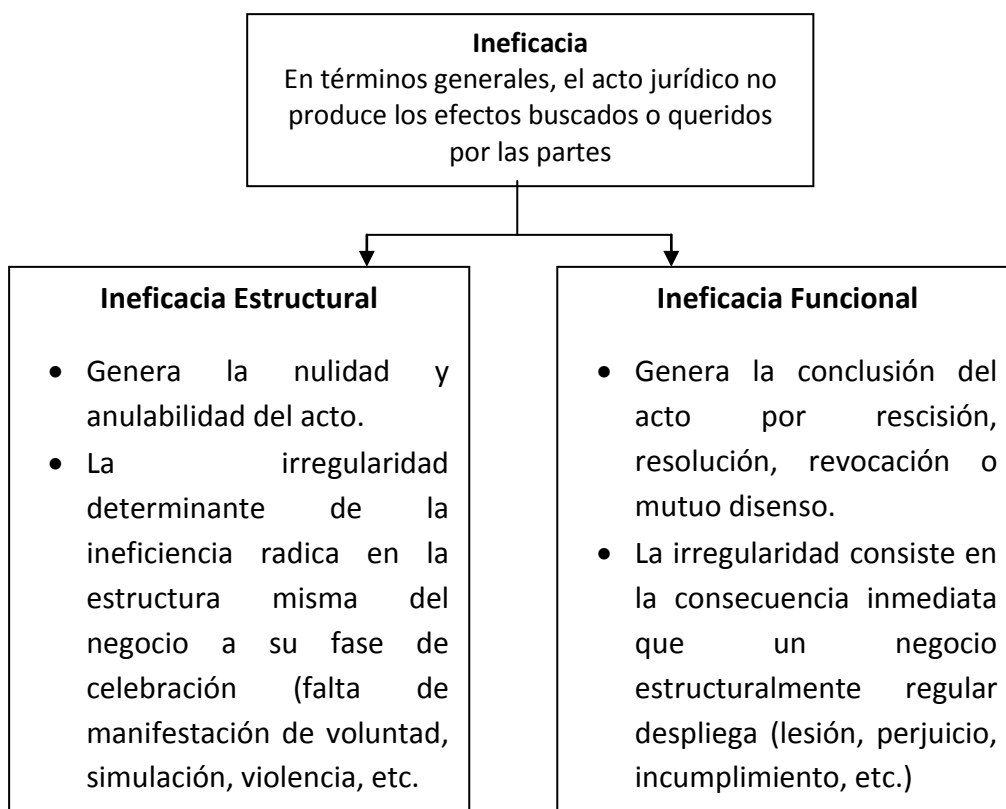 Ineficacia
En términos generales, el acto jurídico no
produce los efectos buscados o queridos
por las partes
Ineficacia Estructural
• Genera la nulidad y
anulabilidad del acto.
• La irregularidad
determinante de la
ineficiencia radica en la
estructura misma del
negocio a su fase de
celebración (falta de
manifestación de voluntad,
simulación, violencia, etc.
Ineficacia Funcional
• Genera la conclusión del
acto por rescisión,
resolución, revocación o
mutuo disenso.
• La irregularidad consiste en
la consecuencia inmediata
que un negocio
estructuralmente regular
despliega (lesión, perjuicio,
incumplimiento, etc.)